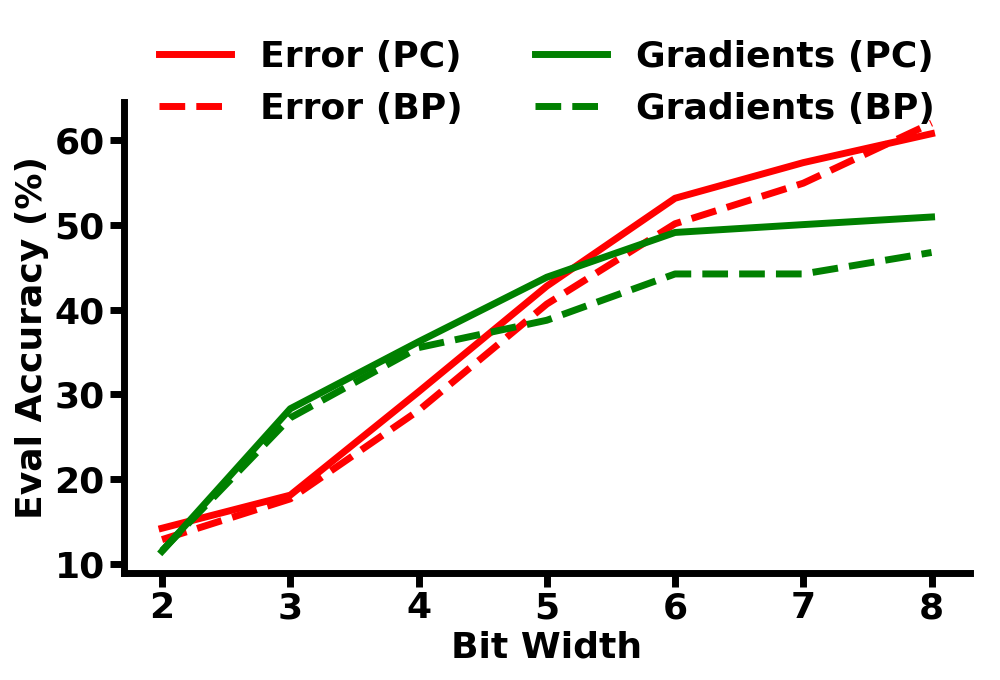 Error (PC)
Error (BP)
Gradients (PC)
Gradients (BP)
Eval Accuracy (%)
60
50
40
30
20
10
2 3 4 5 6 7 8
Bit Width